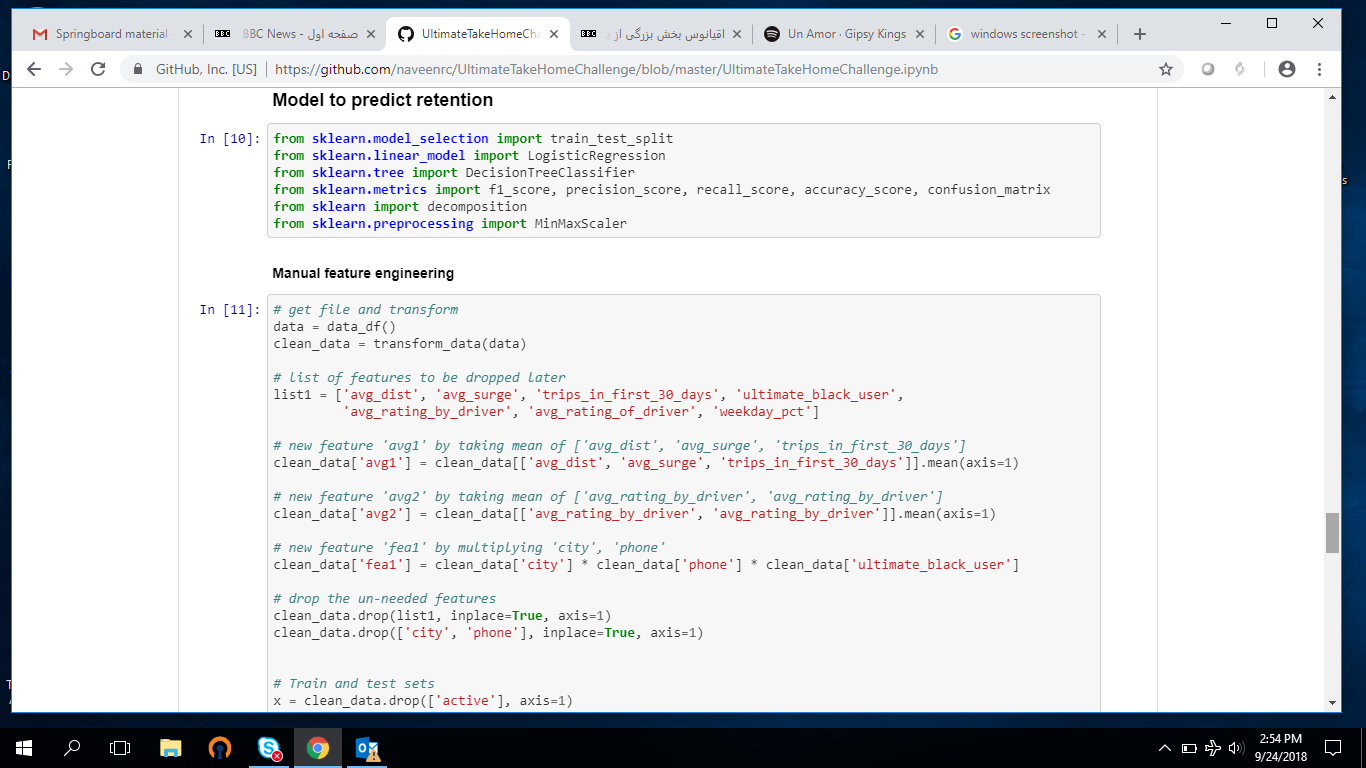 Springboard material -
BBC News - صفحه اول
UltimateTakeHomeCha
اقیانوس بخش بزرگی از
Un Amor · Gipsy Kings
windows screenshot -
GitHub, Inc. [US] | https://github.com/naveenrc/UltimateTakeHomeChallenge/blob/master/UltimateTakeHomeChallenge.ipynb
Model to predict retention
In [10]: from sklearn.model_selection import train_test_split
from sklearn.linear_model import LogisticRegression
from sklearn.tree import DecisionTreeClassifier
from sklearn.metrics import f1_score, precision_score, recall_score, accuracy_score, confusion_matrix
from sklearn import decomposition
from sklearn.preprocessing import MinMaxScaler
Manual feature engineering
In [11]: # get file and transform
data = data_df()
clean_data = transform_data(data)
# list of features to be dropped later
list1 = ['avg_dist', 'avg_surge', 'trips_in_first_30_days', 'ultimate_black_user',
'avg_rating_by_driver', 'avg_rating_of_driver', 'weekday_pct']
# new feature 'avg1' by taking mean of ['avg_dist', 'avg_surge', 'trips_in_first_30_days']
clean_data['avg1'] = clean_data[['avg_dist', 'avg_surge', 'trips_in_first_30_days']].mean(axis=1)
# new feature 'avg2' by taking mean of ['avg_rating_by_driver', 'avg_rating_by_driver']
clean_data['avg2'] = clean_data[['avg_rating_by_driver', 'avg_rating_by_driver']].mean(axis=1)
# new feature 'fea1' by multiplying 'city', 'phone'
clean_data['fea1'] = clean_data['city'] * clean_data['phone'] * clean_data['ultimate_black_user']
# drop the un-needed features
clean_data.drop(list1, inplace=True, axis=1)
clean_data.drop(['city', 'phone'], inplace=True, axis=1)
# Train and test sets
x = clean_data.drop(['active'], axis=1)
2:54 PM
9/24/2018